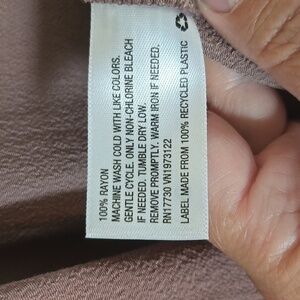 100% RAYON
MACHINE WASH COLD WITH LIKE COLORS.
GENTLE CYCLE. ONLY NON-CHLORINE BLEACH
IF NEEDED. TUMBLE DRY LOW.
REMOVE PROMPTLY. WARM IRON IF NEEDED.
RN17730 VN1973122
LABEL MADE FROM 100% RECYCLED PLASTIC